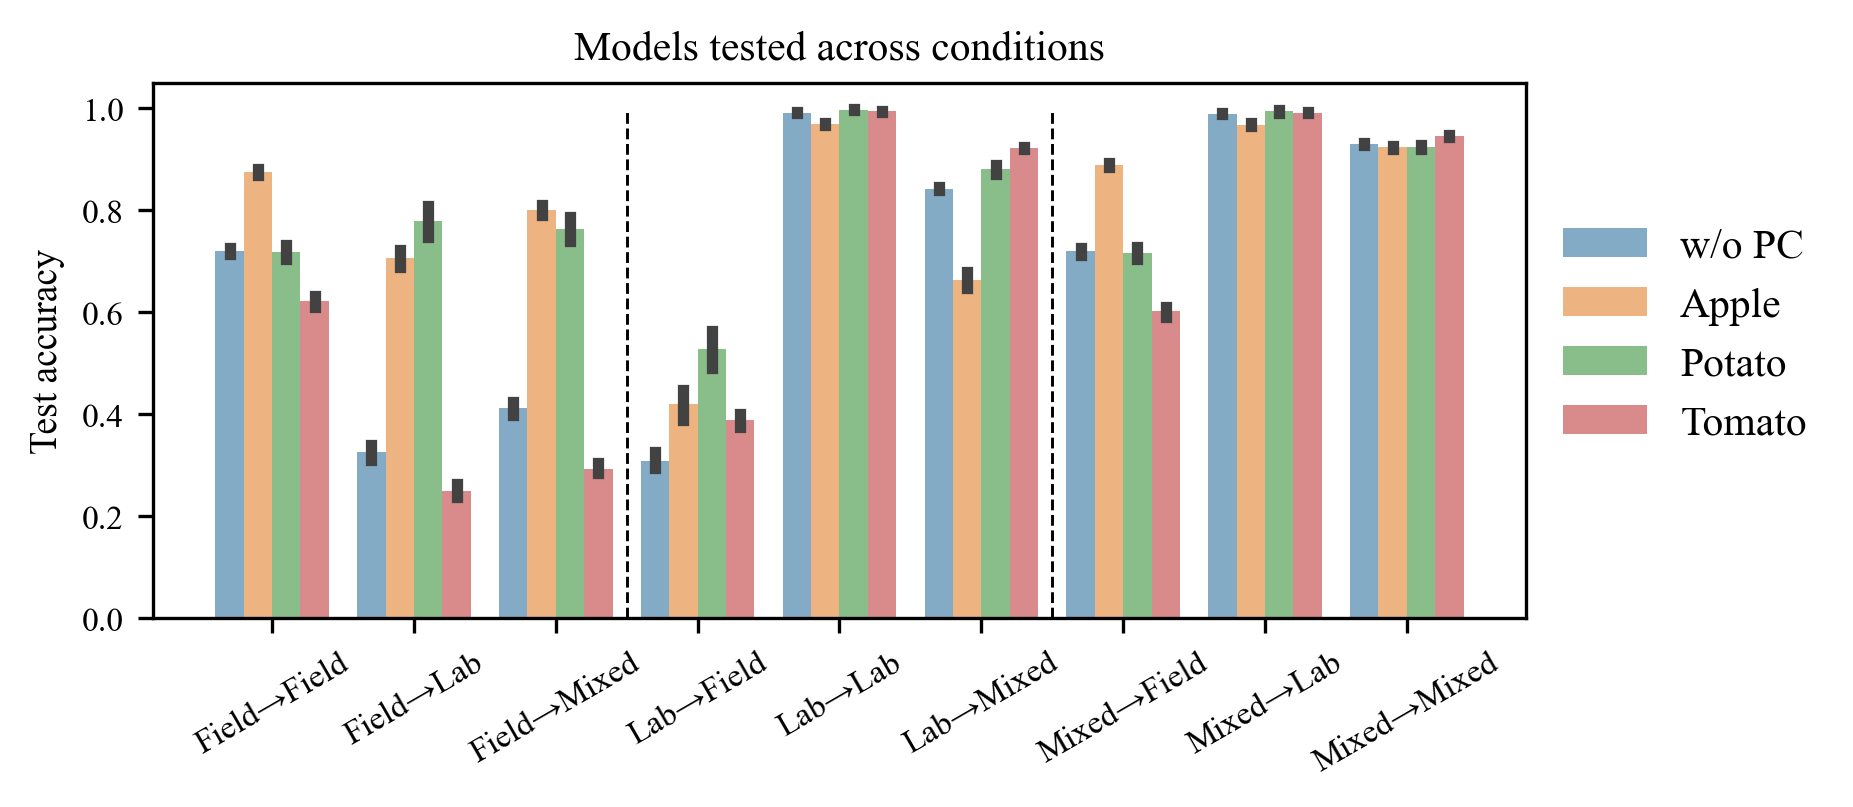 Models tested across conditions
Test accuracy
1.0
0.8
0.6
0.4
0.2
0.0
Field→Field
Field→Lab
Field→Mixed
Lab→Field
Lab→Lab
Lab→Mixed
Mixed→Field
Mixed→Lab
Mixed→Mixed
w/o PC
Apple
Potato
Tomato